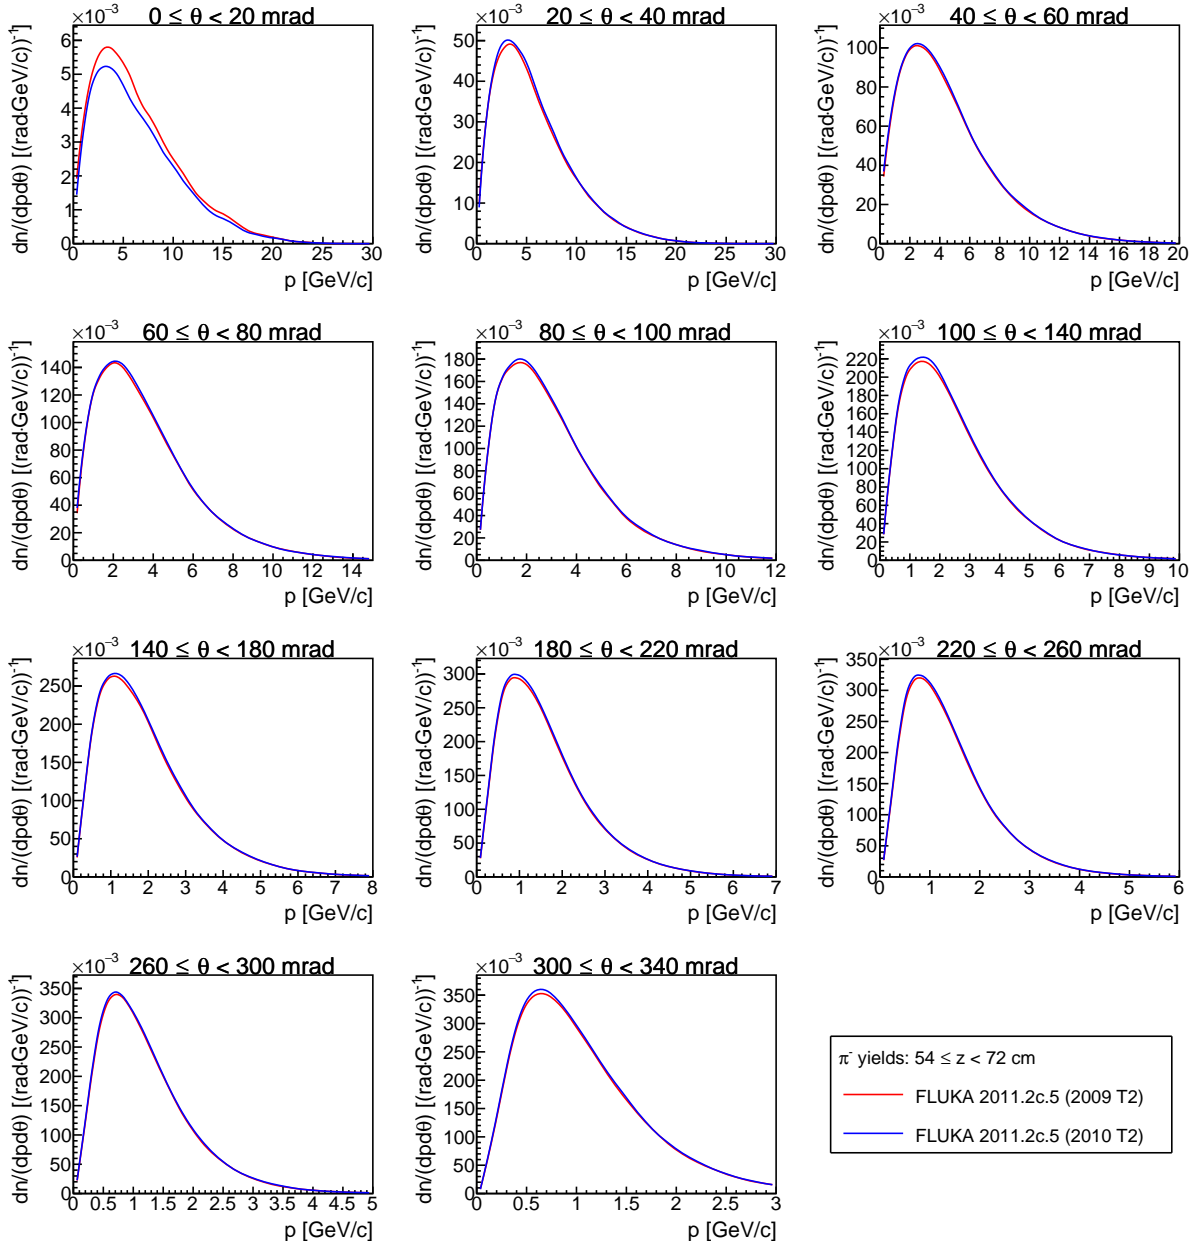 ×10⁻³ 0 ≤ θ < 20 mrad
dn/(dpdθ) [(rad·GeV/c))⁻¹]
6
5
4
3
2
1
0
0 5 10 15 20 25 30
p [GeV/c]
×10⁻³ 20 ≤ θ < 40 mrad
dn/(dpdθ) [(rad·GeV/c))⁻¹]
50
40
30
20
10
0
0 5 10 15 20 25 30
p [GeV/c]
×10⁻³ 40 ≤ θ < 60 mrad
dn/(dpdθ) [(rad·GeV/c))⁻¹]
100
80
60
40
20
0
0 2 4 6 8 10 12 14 16 18 20
p [GeV/c]
×10⁻³ 60 ≤ θ < 80 mrad
dn/(dpdθ) [(rad·GeV/c))⁻¹]
140
120
100
80
60
40
20
0
0 2 4 6 8 10 12 14
p [GeV/c]
×10⁻³ 80 ≤ θ < 100 mrad
dn/(dpdθ) [(rad·GeV/c))⁻¹]
180
160
140
120
100
80
60
40
20
0
0 2 4 6 8 10 12
p [GeV/c]
×10⁻³ 100 ≤ θ < 140 mrad
dn/(dpdθ) [(rad·GeV/c))⁻¹]
220
200
180
160
140
120
100
80
60
40
20
0
0 1 2 3 4 5 6 7 8 9 10
p [GeV/c]
×10⁻³ 140 ≤ θ < 180 mrad
dn/(dpdθ) [(rad·GeV/c))⁻¹]
250
200
150
100
50
0
0 1 2 3 4 5 6 7 8
p [GeV/c]
×10⁻³ 180 ≤ θ < 220 mrad
dn/(dpdθ) [(rad·GeV/c))⁻¹]
300
250
200
150
100
50
0
0 1 2 3 4 5 6 7
p [GeV/c]
×10⁻³ 220 ≤ θ < 260 mrad
dn/(dpdθ) [(rad·GeV/c))⁻¹]
350
300
250
200
150
100
50
0
0 1 2 3 4 5 6
p [GeV/c]
×10⁻³ 260 ≤ θ < 300 mrad
dn/(dpdθ) [(rad·GeV/c))⁻¹]
350
300
250
200
150
100
50
0
0 0.5 1 1.5 2 2.5 3 3.5 4 4.5 5
p [GeV/c]
×10⁻³ 300 ≤ θ < 340 mrad
dn/(dpdθ) [(rad·GeV/c))⁻¹]
350
300
250
200
150
100
50
0
0 0.5 1 1.5 2 2.5 3
p [GeV/c]
π⁻ yields: 54 ≤ z < 72 cm
FLUKA 2011.2c.5 (2009 T2)
FLUKA 2011.2c.5 (2010 T2)